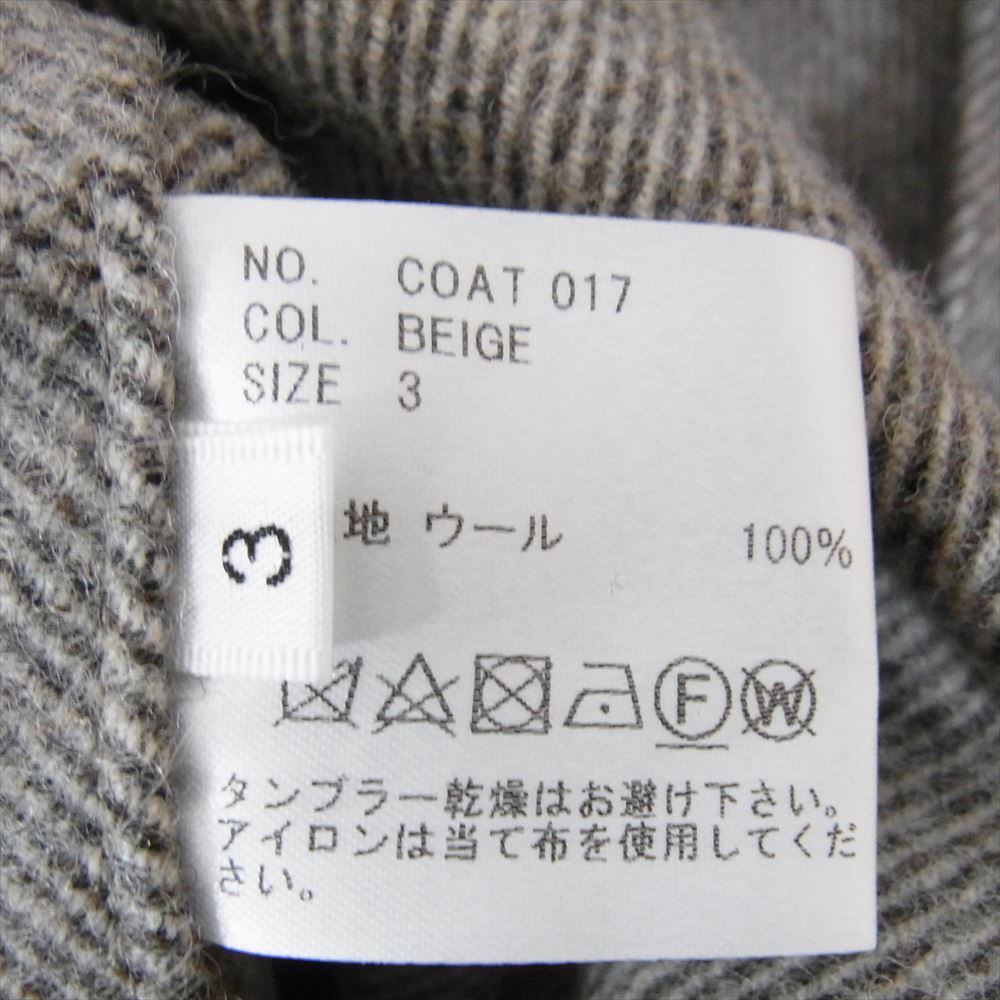 NO. COAT 017
COL. BEIGE
SIZE 3
3
地 ウール 100%
F
W
タンブラー乾燥はお避け下さい。
アイロンは当て布を使用してくだ
さい。